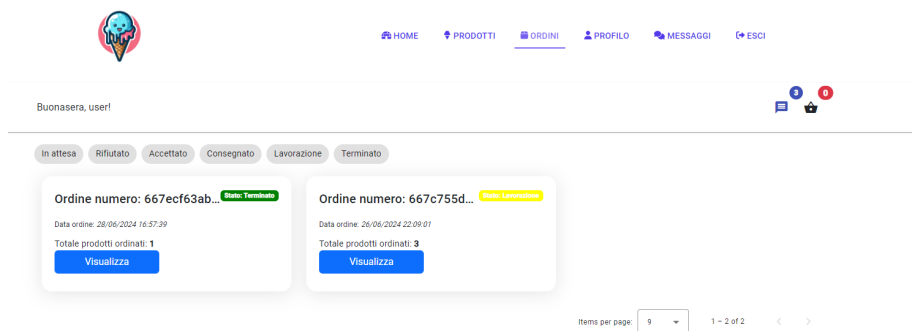 HOME PRODOTTI ORDINI PROFILO MESSAGGI ESCI
Buonasera, user!
3 0
In attesa Rifiutato Accettato Consegnato Lavorazione Terminato
Ordine numero: 667ecf63ab... Stato: Terminato
Data ordine: 28/06/2024 16:57:39
Totale prodotti ordinati: 1
Visualizza
Ordine numero: 667c755d... Stato: Lavorazione
Data ordine: 26/06/2024 22:09:01
Totale prodotti ordinati: 3
Visualizza
Items per page: 9 1 – 2 of 2